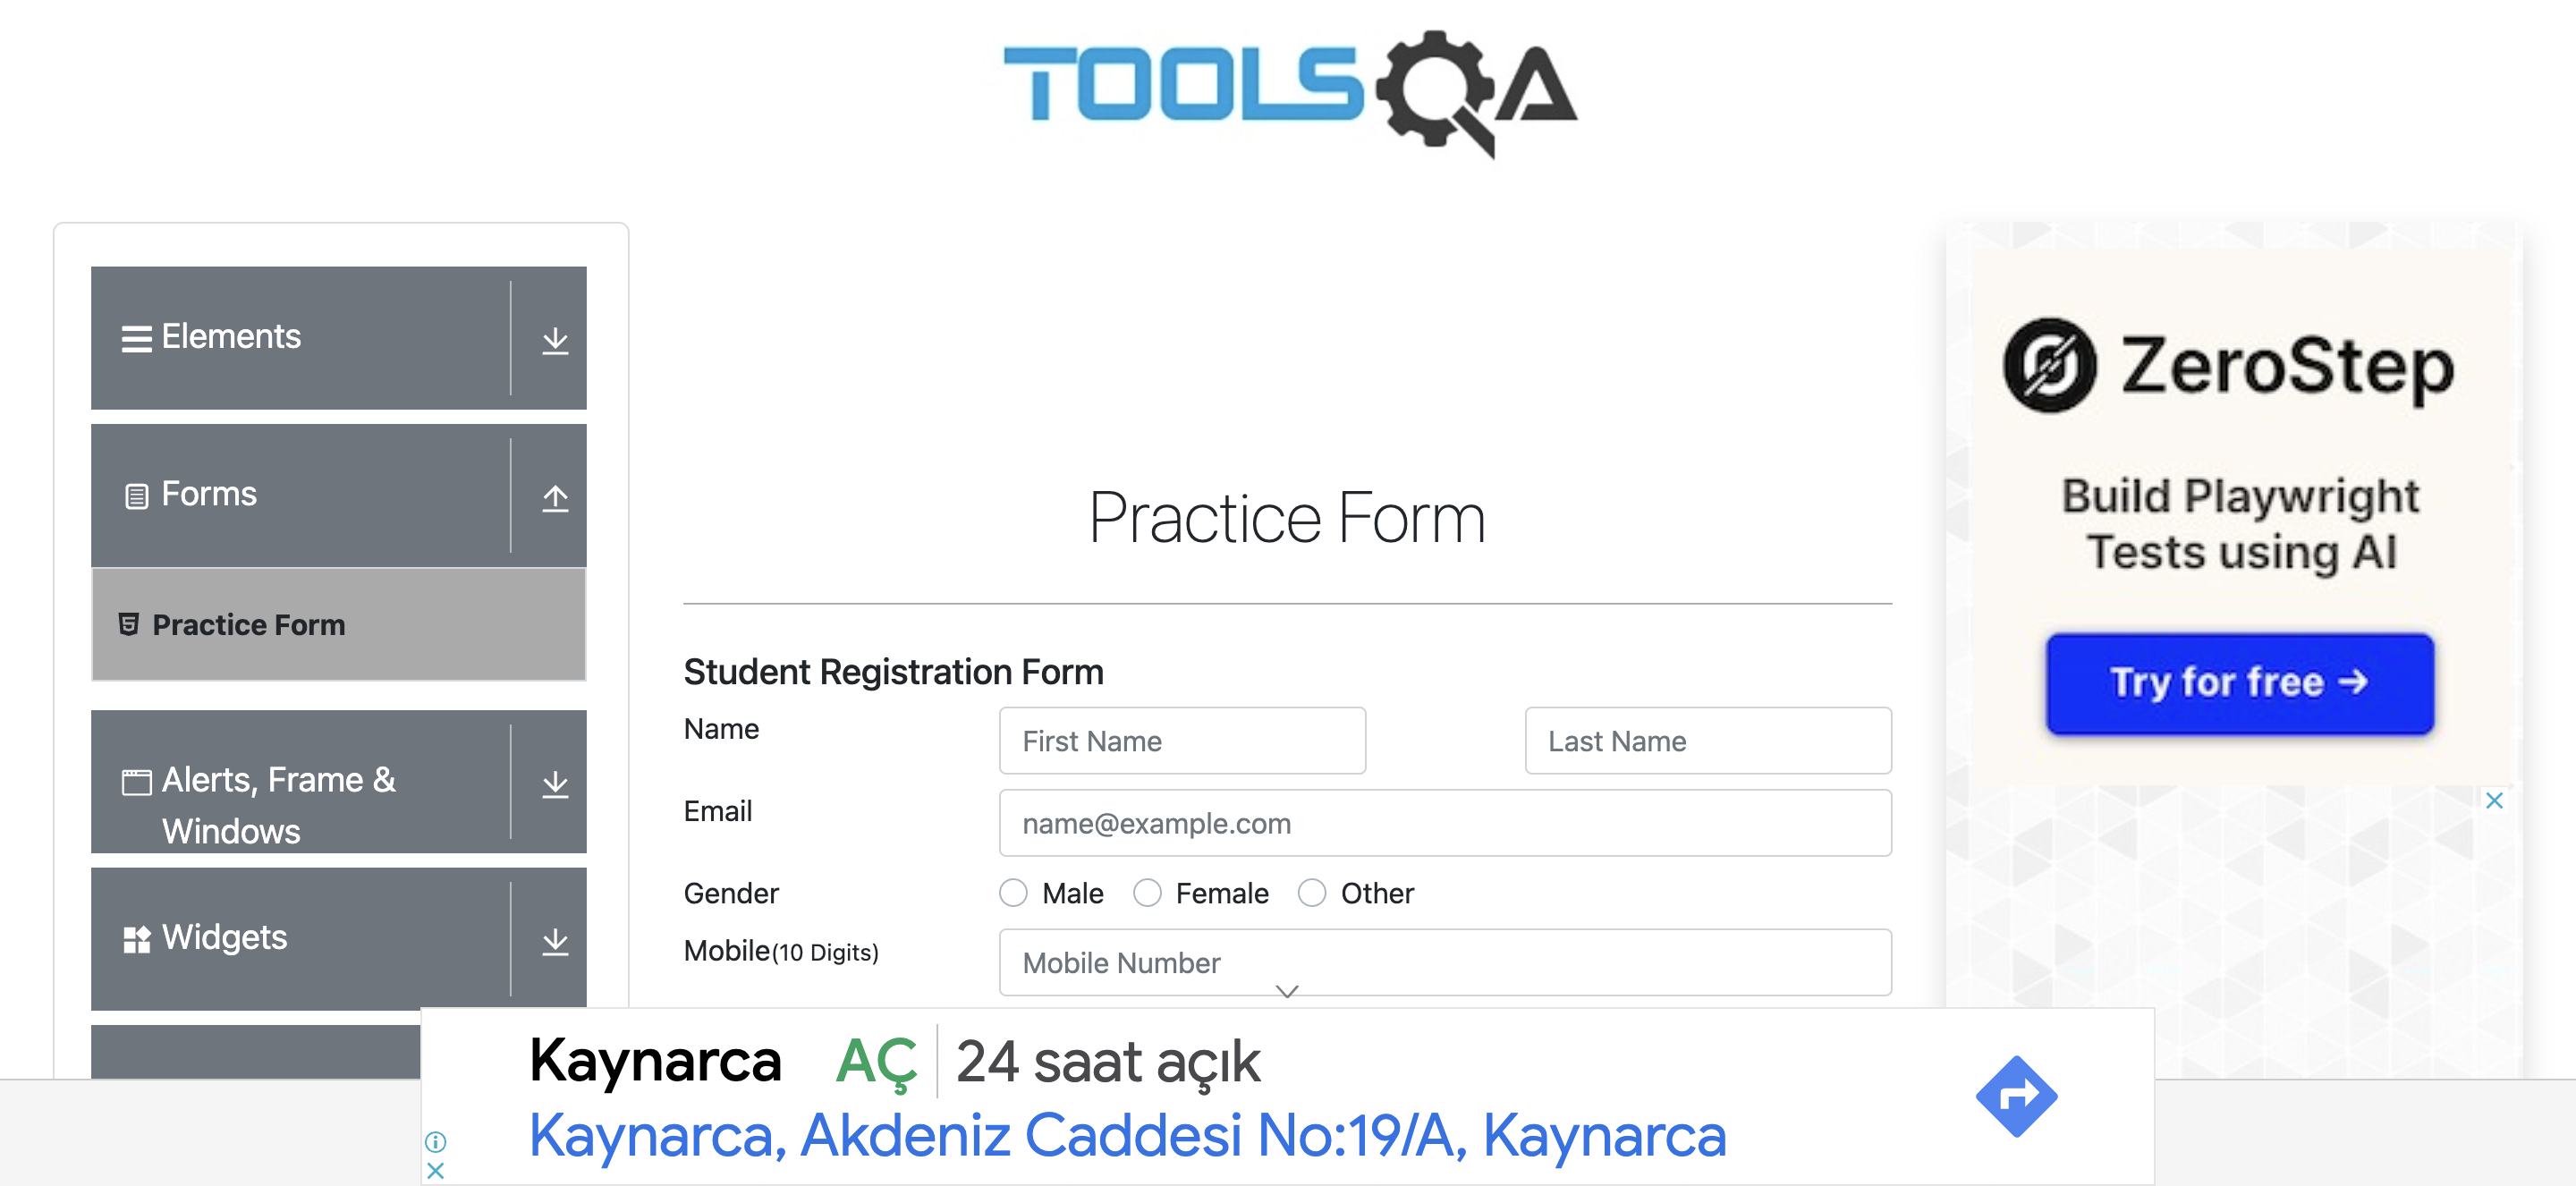 TOOLSQA
Elements
Forms
Practice Form
Alerts, Frame &
Windows
Widgets
Practice Form
Student Registration Form
Name
First Name
Last Name
Email
name@example.com
Gender
Male
Female
Other
Mobile(10 Digits)
Mobile Number
ZeroStep
Build Playwright
Tests using AI
Try for free →
Kaynarca AÇ 24 saat açık
Kaynarca, Akdeniz Caddesi No:19/A, Kaynarca